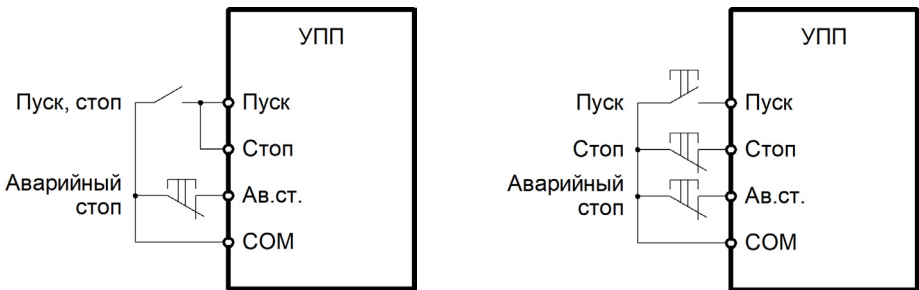 УПП
Пуск, стоп
Пуск
Стоп
Аварийный
стоп
Ав.ст.
COM
УПП
Пуск
Пуск
Стоп
Стоп
Аварийный
стоп
Ав.ст.
COM